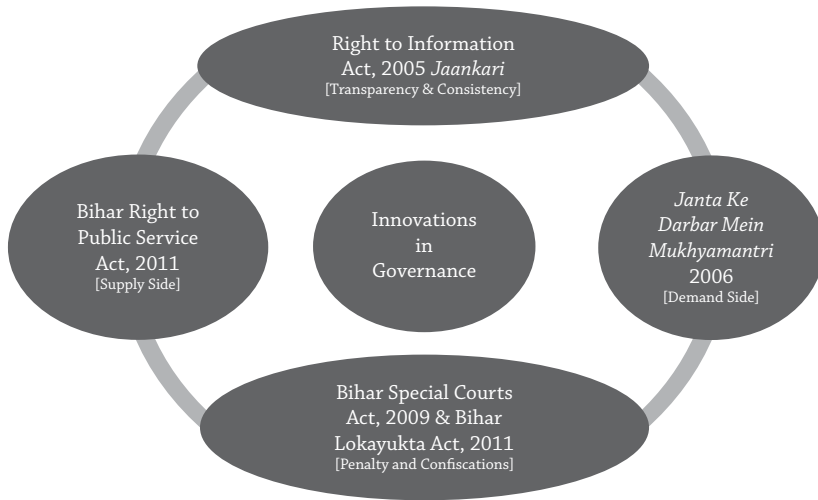 Right to Information
Act, 2005 Jaankari
[Transparency & Consistency]
Bihar Right to
Public Service
Act, 2011
[Supply Side]
Innovations
in
Governance
Janta Ke
Darbar Mein
Mukhyamantri
2006
[Demand Side]
Bihar Special Courts
Act, 2009 & Bihar
Lokayukta Act, 2011
[Penalty and Confiscations]